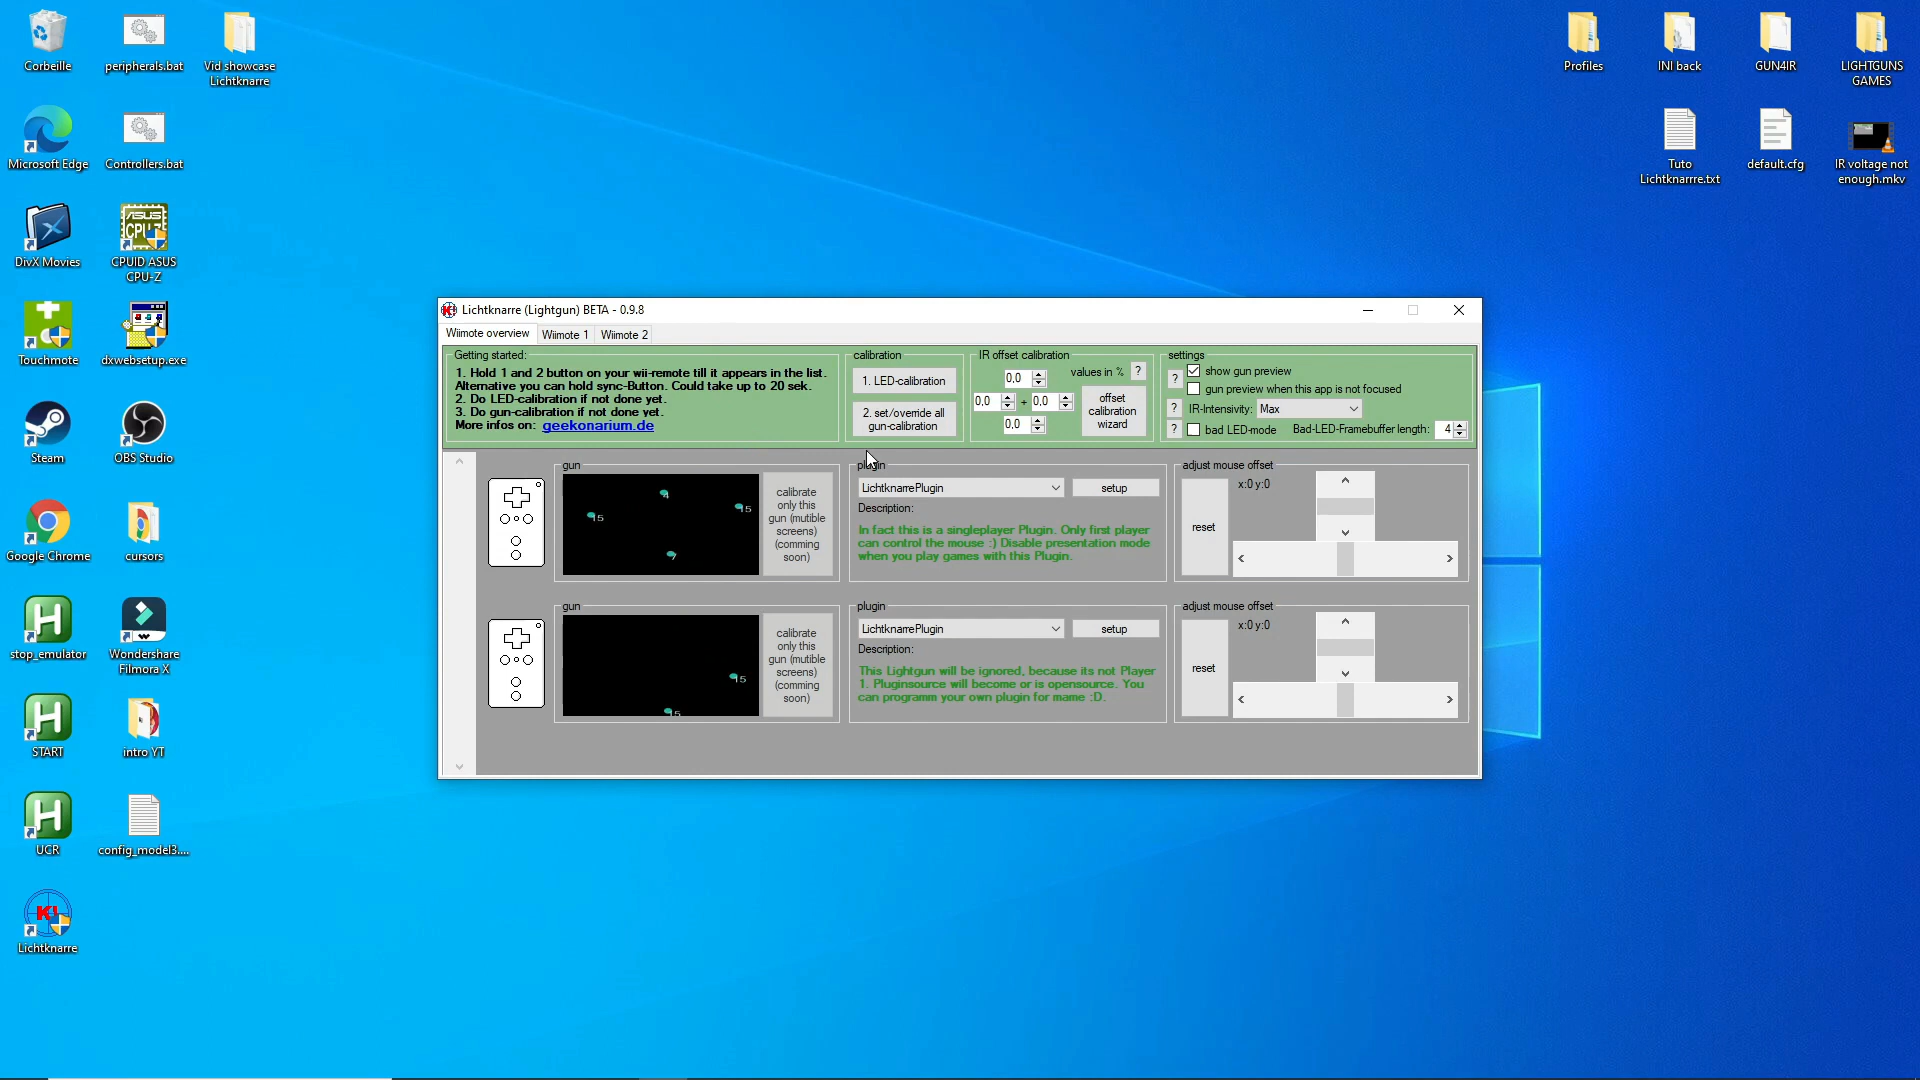 Corbeille
peripherals.bat
Vid showcase
Lichtknarre
Profiles
INI back
GUN4IR
LIGHTGUNS
GAMES
Microsoft Edge
Controllers.bat
Tuto
Lichtknarrre.txt
default.cfg
IR voltage not
enough.mkv
DivX Movies
ASUS
CPU-Z
CPUID ASUS
CPU-Z
Touchmote
dxwebsetup.exe
Steam
OBS Studio
Google Chrome
cursors
stop_emulator
Wondershare
Filmora X
START
intro YT
UCR
config_model3....
Lichtknarre
Lichtknarre (Lightgun) BETA - 0.9.8
Wiimote overview
Wiimote 1
Wiimote 2
Getting started:
1. Hold 1 and 2 button on your wii-remote till it appears in the list.
Alternative you can hold sync-Button. Could take up to 20 sek.
2. Do LED-calibration if not done yet.
3. Do gun-calibration if not done yet.
More infos on: geekonarium.de
calibration
1. LED-calibration
2. set/override all
gun-calibration
IR offset calibration
0,0
values in %
?
0,0 + 0,0
0,0
offset
calibration
wizard
settings
? show gun preview
gun preview when this app is not focused
? IR-Intensivity: Max
? bad LED-mode Bad-LED-Framebuffer length: 4
gun
4
15
15
7
calibrate
only this
gun (mutible
screens)
(comming
soon)
plugin
LichtknarrePlugin
setup
Description:
In fact this is a singleplayer Plugin. Only first player
can control the mouse :) Disable presentation mode
when you play games with this Plugin.
adjust mouse offset
x:0 y:0
reset
gun
15
15
calibrate
only this
gun (mutible
screens)
(comming
soon)
plugin
LichtknarrePlugin
setup
Description:
This Lightgun will be ignored, because its not Player
1. Pluginsource will become or is opensource. You
can programm your own plugin for mame :D.
adjust mouse offset
x:0 y:0
reset